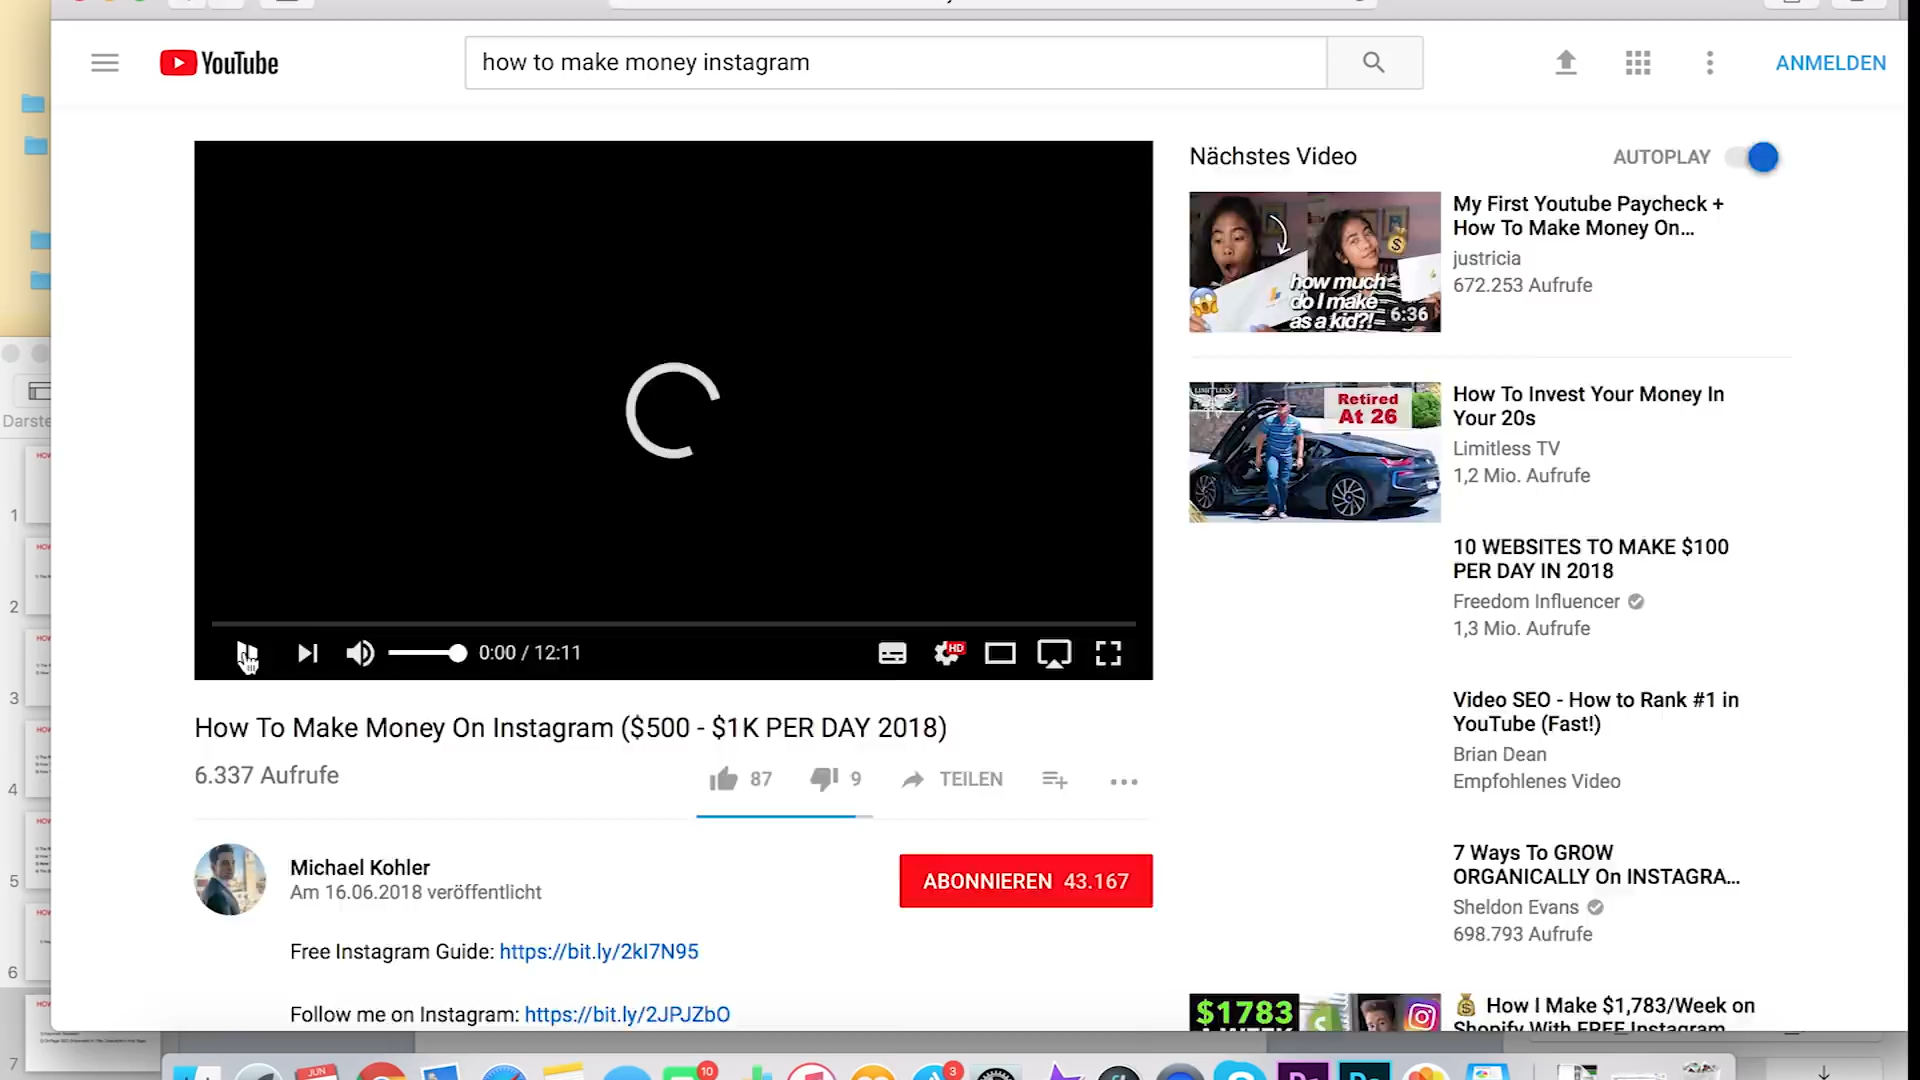 YouTube
how to make money instagram
ANMELDEN
Nächstes Video
AUTOPLAY
how much
do I make
as a kid?!
6:36
My First Youtube Paycheck +
How To Make Money On...
justricia
672.253 Aufrufe
LIMITLESS
TV
Retired
At 26
How To Invest Your Money In
Your 20s
Limitless TV
1,2 Mio. Aufrufe
10 WEBSITES TO MAKE $100
PER DAY IN 2018
Freedom Influencer
1,3 Mio. Aufrufe
Video SEO - How to Rank #1 in
YouTube (Fast!)
Brian Dean
Empfohlenes Video
7 Ways To GROW
ORGANICALLY On INSTAGRA...
Sheldon Evans
698.793 Aufrufe
$1783
How I Make $1,783/Week on
Shopify With FREE Instagram
0:00 / 12:11
HD
How To Make Money On Instagram ($500 - $1K PER DAY 2018)
6.337 Aufrufe
87
9
TEILEN
Michael Kohler
Am 16.06.2018 veröffentlicht
ABONNIEREN 43.167
Free Instagram Guide: https://bit.ly/2kI7N95
Follow me on Instagram: https://bit.ly/2JPJZbO
Darste
1
2
3
4
5
6
7
JUN
10
3